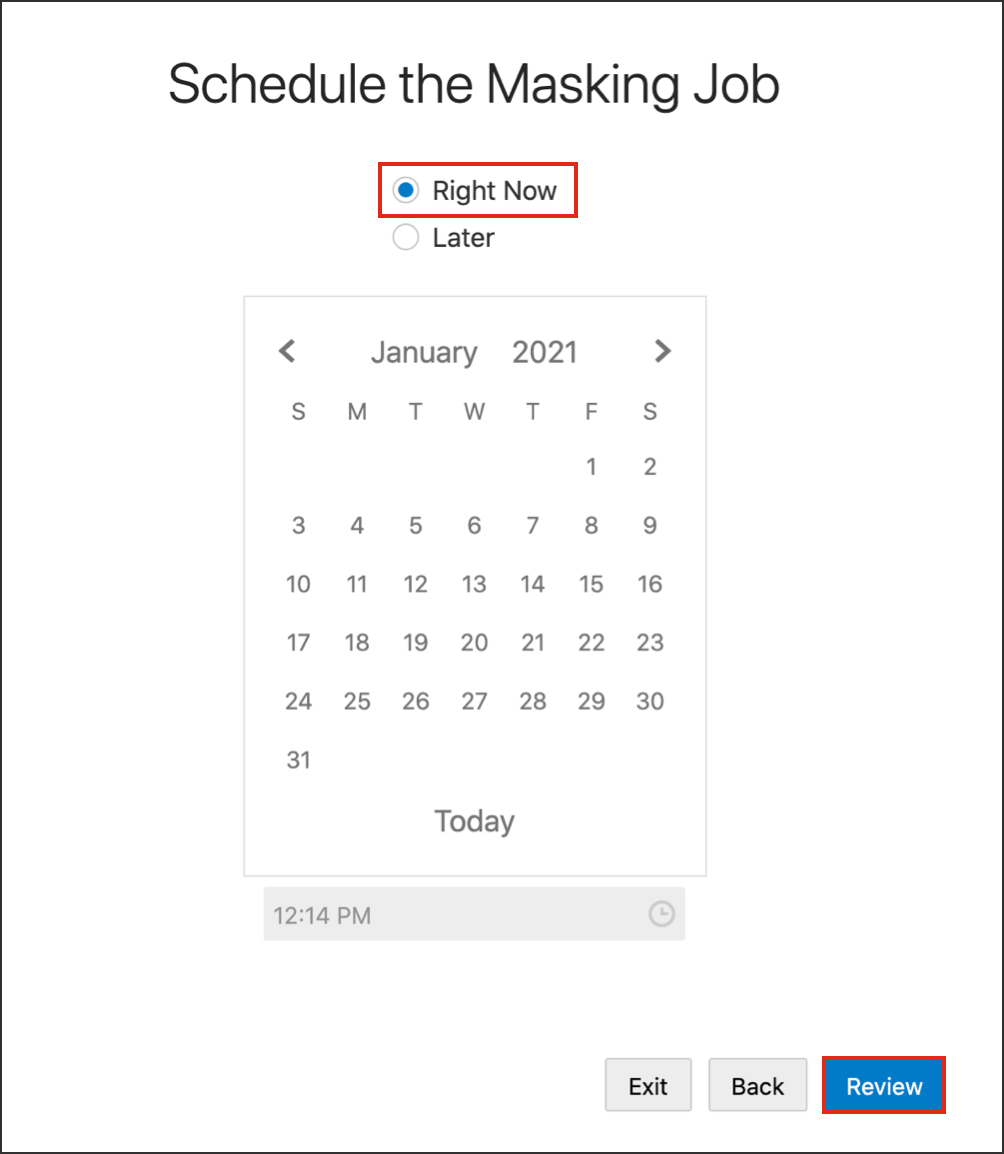 Schedule the Masking Job
Right Now
Later
January 2021
S M T W T F S
1 2
3 4 5 6 7 8 9
10 11 12 13 14 15 16
17 18 19 20 21 22 23
24 25 26 27 28 29 30
31
Today
12:14 PM
Exit Back Review